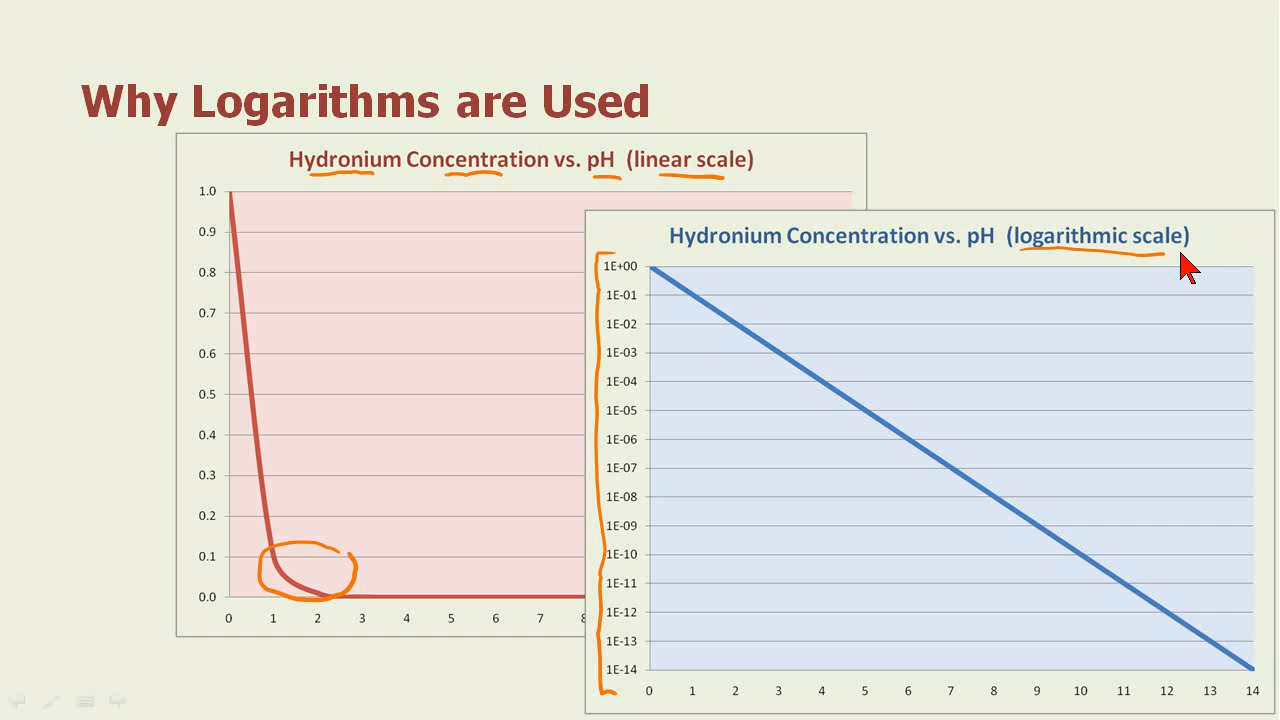 Why Logarithms are Used
Hydronium Concentration vs. pH (linear scale)
1.0
0.9
0.8
0.7
0.6
0.5
0.4
0.3
0.2
0.1
0.0
0 1 2 3 4 5 6 7
Hydronium Concentration vs. pH (logarithmic scale)
1E+00
1E-01
1E-02
1E-03
1E-04
1E-05
1E-06
1E-07
1E-08
1E-09
1E-10
1E-11
1E-12
1E-13
1E-14
0 1 2 3 4 5 6 7 8 9 10 11 12 13 14